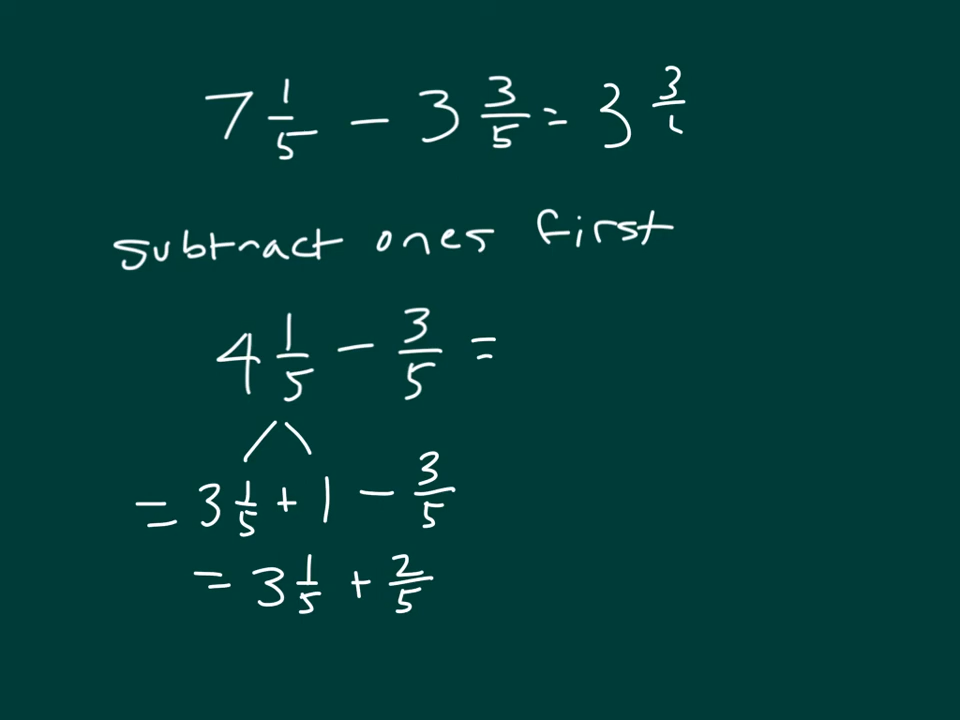 7 1/5 - 3 3/5 = 3 3/
subtract ones first
4 1/5 - 3/5 =
= 3 1/5 + 1 - 3/5
= 3 1/5 + 2/5